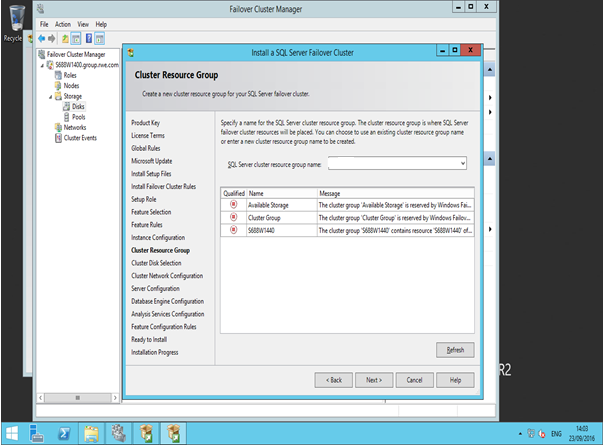 Recycle
Failover Cluster Manager
File Action View Help
Failover Cluster Manager
S688W1400.group.rwe.com
Roles
Nodes
Storage
Disks
Pools
Networks
Cluster Events
Install a SQL Server Failover Cluster
Cluster Resource Group
Create a new cluster resource group for your SQL Server failover cluster.
Product Key
License Terms
Global Rules
Microsoft Update
Install Setup Files
Install Failover Cluster Rules
Setup Role
Feature Selection
Feature Rules
Instance Configuration
Cluster Resource Group
Cluster Disk Selection
Cluster Network Configuration
Server Configuration
Database Engine Configuration
Analysis Services Configuration
Feature Configuration Rules
Ready to Install
Installation Progress
Specify a name for the SQL Server cluster resource group. The cluster resource group is where SQL Server
failover cluster resources will be placed. You can choose to use an existing cluster resource group name
or enter a new cluster resource group name to be created.
SQL Server cluster resource group name:
Qualified Name Message
Available Storage The cluster group 'Available Storage' is reserved by Windows Fai...
Cluster Group The cluster group 'Cluster Group' is reserved by Windows Failov...
S688W1440 The cluster group 'S688W1440' contains resource 'S688W1440' of...
Refresh
< Back Next > Cancel Help
R2
ENG
14:03
23/09/2016